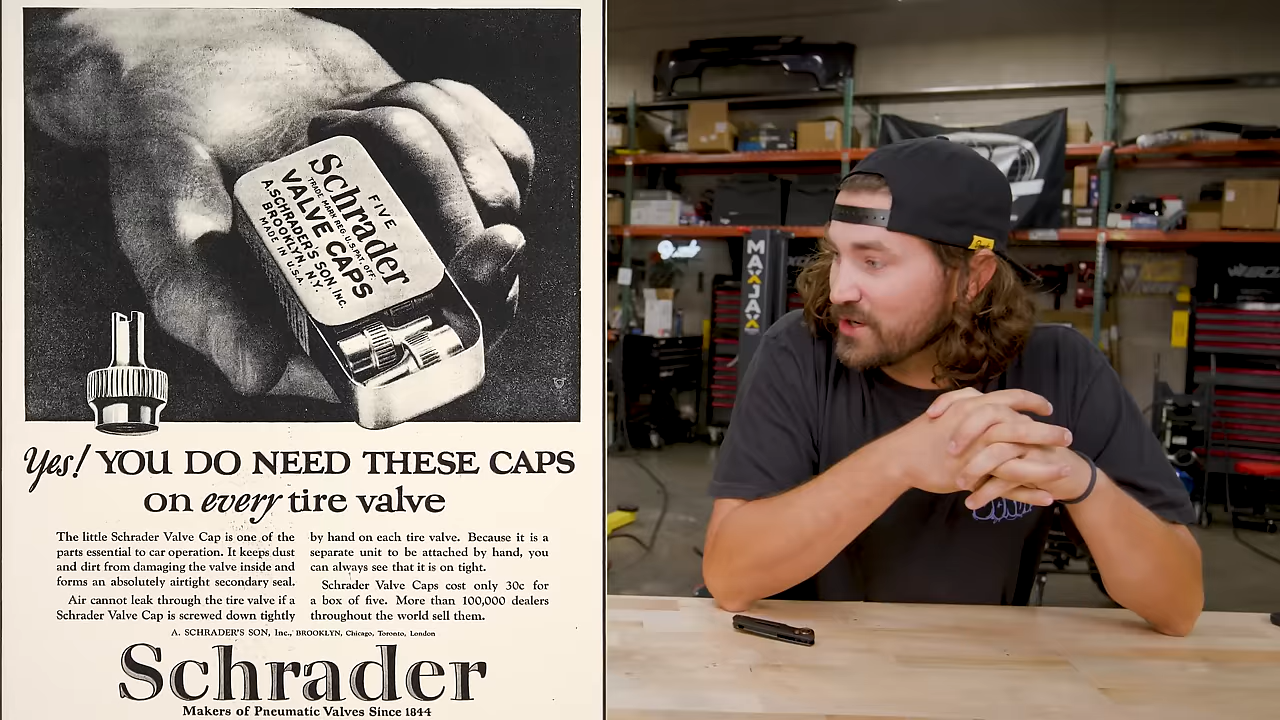 FIVE
Schrader
TRADE MARK REG. U.S. PAT. OFF.
VALVE CAPS
A. SCHRADER'S SON, INC.
BROOKLYN, N.Y.
MADE IN U.S.A.
Yes! YOU DO NEED THESE CAPS
on every tire valve
The little Schrader Valve Cap is one of the
parts essential to car operation. It keeps dust
and dirt from damaging the valve inside and
forms an absolutely airtight secondary seal.
Air cannot leak through the tire valve if a
Schrader Valve Cap is screwed down tightly
by hand on each tire valve. Because it is a
separate unit to be attached by hand, you
can always see that it is on tight.
Schrader Valve Caps cost only 30c for
a box of five. More than 100,000 dealers
throughout the world sell them.
A. SCHRADER'S SON, Inc., BROOKLYN, Chicago, Toronto, London
Schrader
Makers of Pneumatic Valves Since 1844
MAXJAX